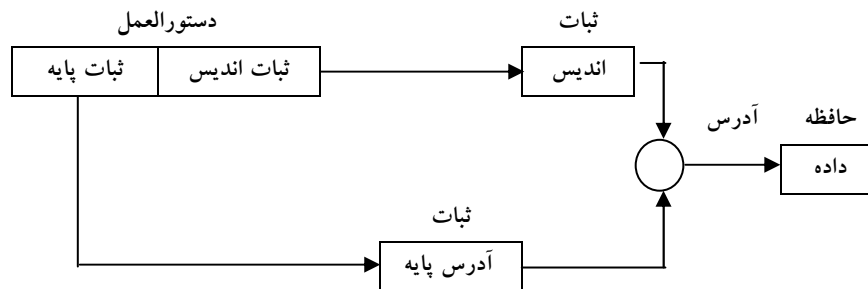 دستورالعمل
ثبات
ثبات پایه
ثبات اندیس
اندیس
آدرس
حافظه
داده
ثبات
آدرس پایه